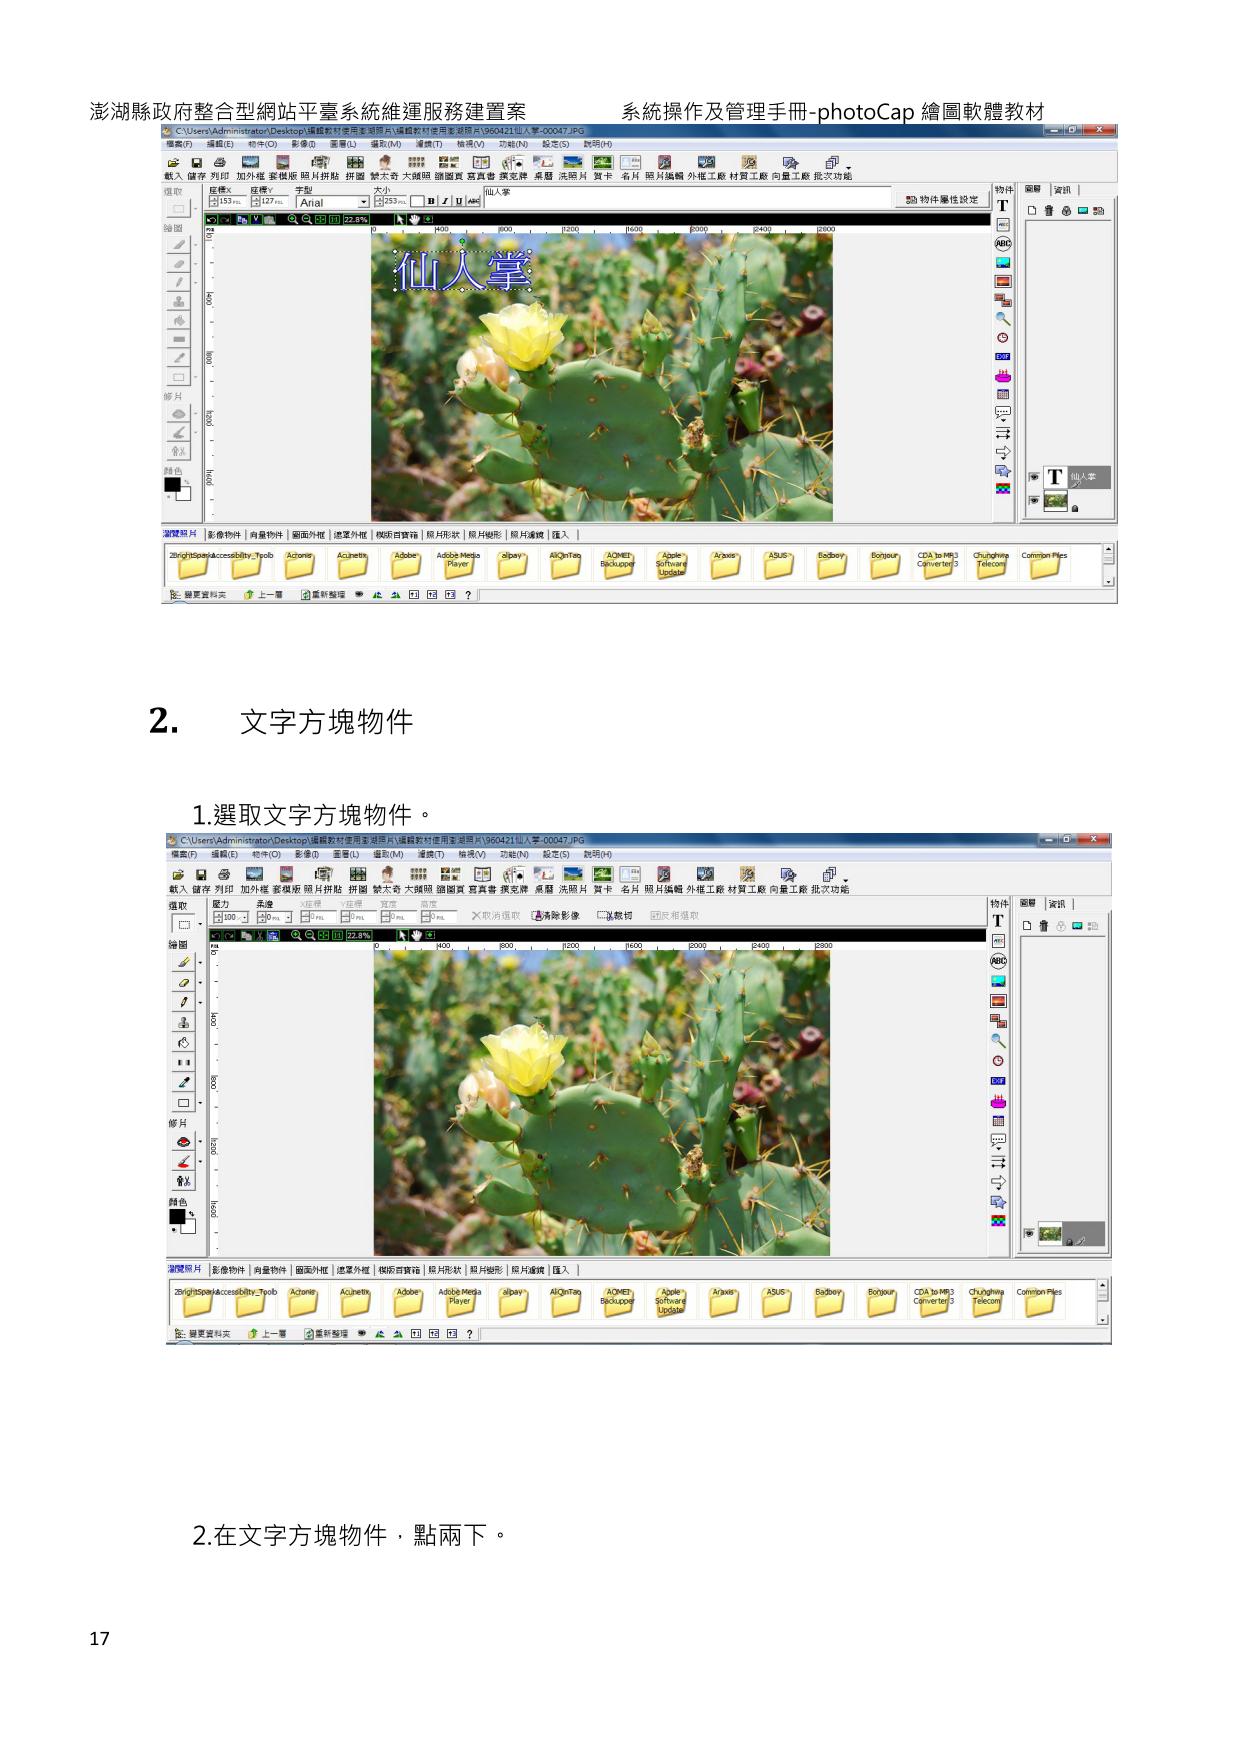 澎湖縣政府整合型網站平臺系統維運服務建置案 系統操作及管理手冊-photoCap 繪圖軟體教材
C:\Users\Administrator\Desktop\編輯教材使用澎湖照片\編輯教材使用澎湖照片\960421仙人掌-00047.JPG
檔案(F) 編輯(E) 物件(O) 影像(I) 圖層(L) 選取(M) 濾鏡(T) 檢視(V) 功能(N) 設定(S) 說明(H)
載入 儲存 列印 加外框 套模版 照片拼貼 拼圖 大頭照 縮圖頁 寫真書 撲克牌 桌曆 洗照片 賀卡 名片 照片編輯 外框工廠 材質工廠 向量工廠 批次功能
選取 座標X 座標Y 字型 大小 仙人掌 物件 圖層 資訊
153 127 Arial 253 B I U 物件屬性設定 T
繪圖 22.8%
0 400 800 1200 1600 2000 2400 2800
仙人掌
ABC
EXIF
修片
顏色
T 仙人掌
瀏覽照片 影像物件 向量物件 圖面外框 遮罩外框 模版百寶箱 照片形狀 照片變形 照片濾鏡 匯入
2BrightSparks Accessibility_Toolb Acronis Acunetix Adobe Adobe Media Player alipay AliQinTao AOMEI Backupper Apple Software Update Araxis ASUS Badboy Bonjour CDA to MP3 Converter 3 Chunghwa Telecom Common Files
變更資料夾 上一層 重新整理 ?
2. 文字方塊物件
1.選取文字方塊物件。
C:\Users\Administrator\Desktop\編輯教材使用澎湖照片\編輯教材使用澎湖照片\960421仙人掌-00047.JPG
檔案(F) 編輯(E) 物件(O) 影像(I) 圖層(L) 選取(M) 濾鏡(T) 檢視(V) 功能(N) 設定(S) 說明(H)
載入 儲存 列印 加外框 套模版 照片拼貼 拼圖 大頭照 縮圖頁 寫真書 撲克牌 桌曆 洗照片 賀卡 名片 照片編輯 外框工廠 材質工廠 向量工廠 批次功能
選取 壓力 柔邊 X座標 Y座標 寬度 高度 物件 圖層 資訊
100 0 0 0 0 0 取消選取 清除影像 裁切 反相選取 T
繪圖 22.8%
0 400 800 1200 1600 2000 2400 2800
ABC
EXIF
修片
顏色
瀏覽照片 影像物件 向量物件 圖面外框 遮罩外框 模版百寶箱 照片形狀 照片變形 照片濾鏡 匯入
2BrightSparks Accessibility_Toolb Acronis Acunetix Adobe Adobe Media Player alipay AliQinTao AOMEI Backupper Apple Software Update Araxis ASUS Badboy Bonjour CDA to MP3 Converter 3 Chunghwa Telecom Common Files
變更資料夾 上一層 重新整理 ?
2.在文字方塊物件，點兩下。
17